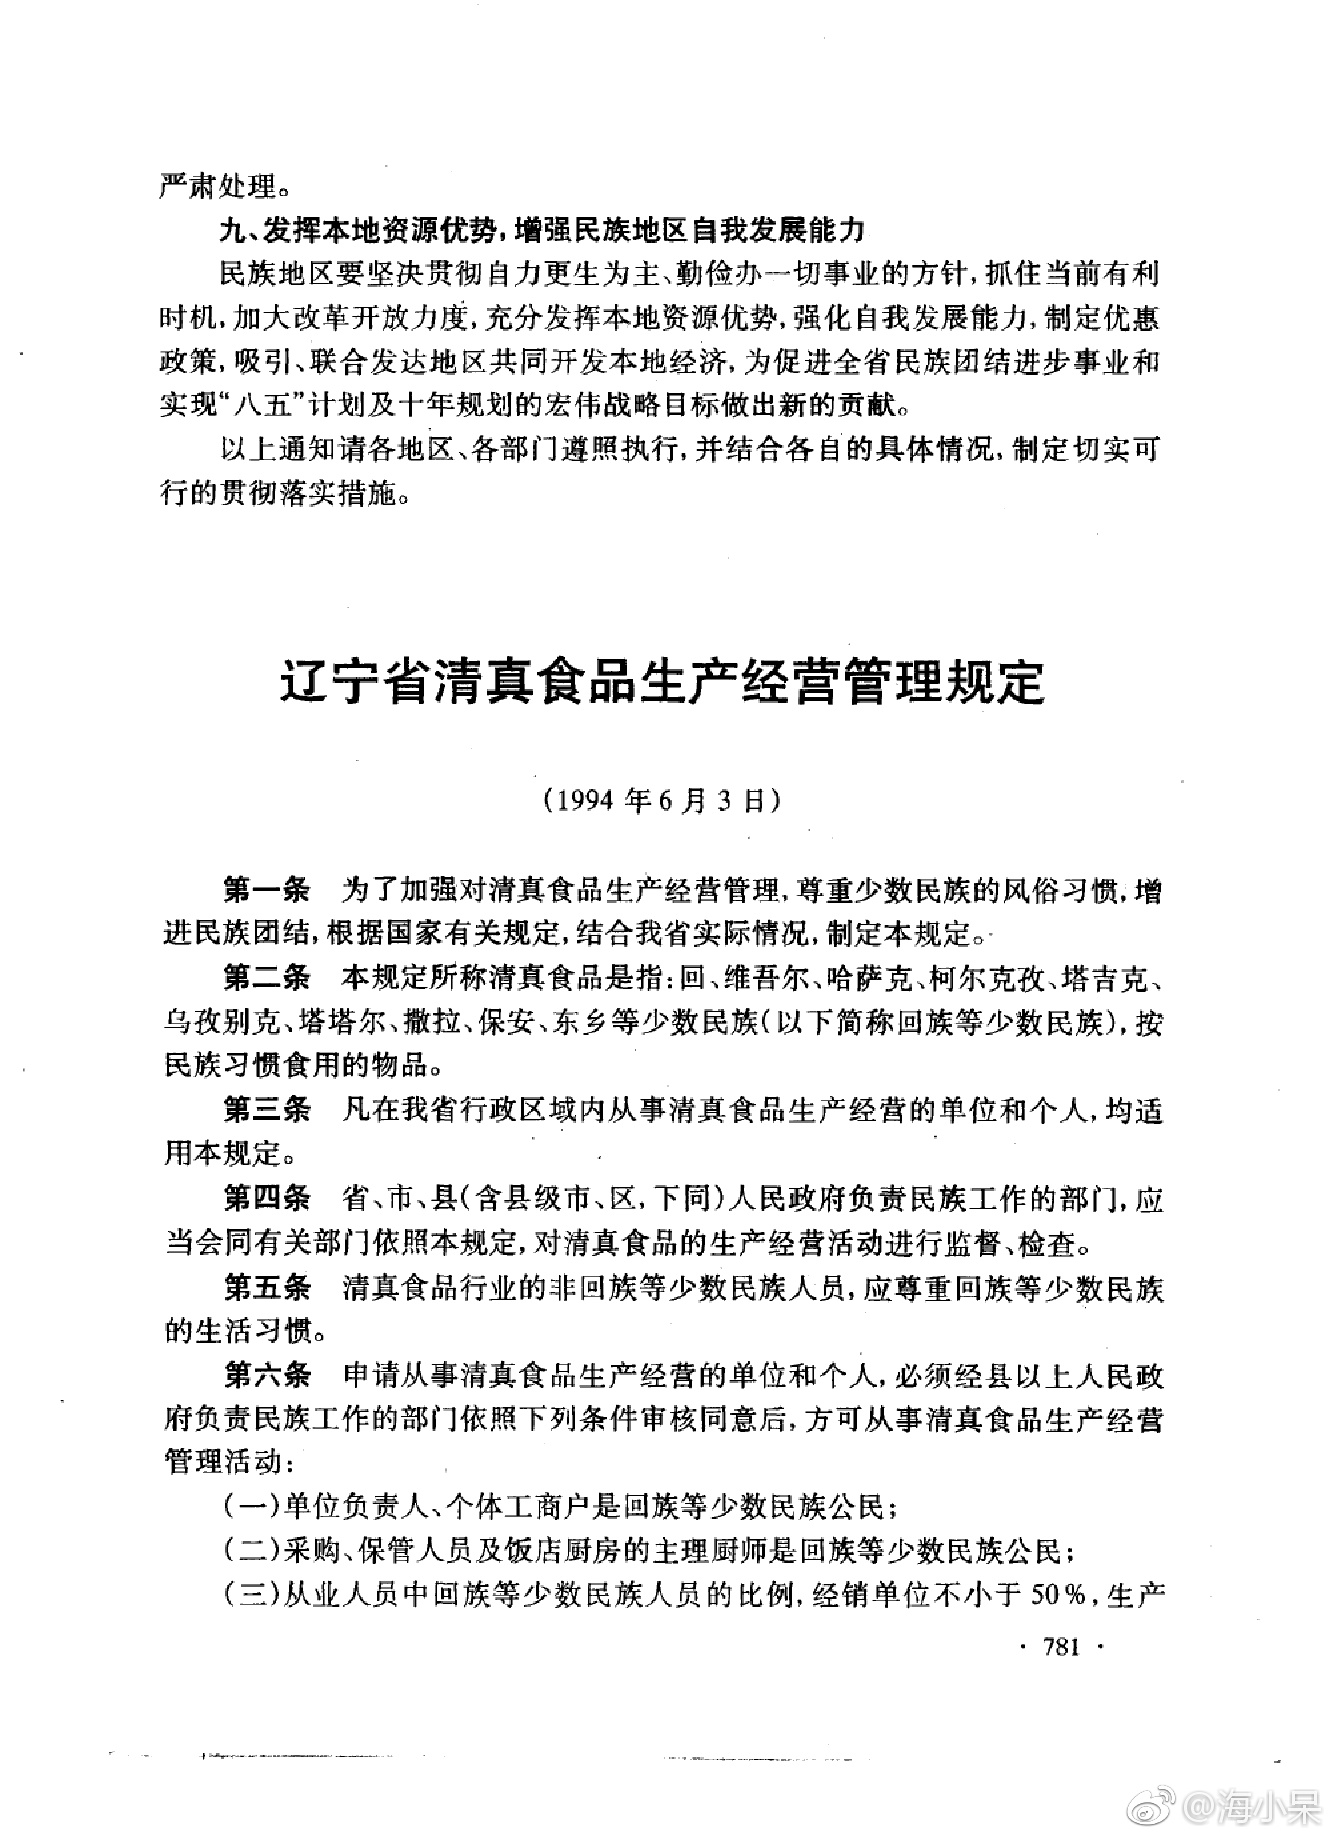 严肃处理。
九、发挥本地资源优势,增强民族地区自我发展能力
民族地区要坚决贯彻自力更生为主、勤俭办一切事业的方针,抓住当前有利
时机,加大改革开放力度,充分发挥本地资源优势,强化自我发展能力,制定优惠
政策,吸引、联合发达地区共同开发本地经济,为促进全省民族团结进步事业和
实现“八五”计划及十年规划的宏伟战略目标做出新的贡献。
以上通知请各地区、各部门遵照执行,并结合各自的具体情况,制定切实可
行的贯彻落实措施。
辽宁省清真食品生产经营管理规定
(1994年6月3日)
第一条 为了加强对清真食品生产经营管理,尊重少数民族的风俗习惯,增
进民族团结,根据国家有关规定,结合我省实际情况,制定本规定。
第二条 本规定所称清真食品是指:回、维吾尔、哈萨克、柯尔克孜、塔吉克、
乌孜别克、塔塔尔、撒拉、保安、东乡等少数民族(以下简称回族等少数民族),按
民族习惯食用的物品。
第三条 凡在我省行政区域内从事清真食品生产经营的单位和个人,均适
用本规定。
第四条 省、市、县(含县级市、区,下同)人民政府负责民族工作的部门,应
当会同有关部门依照本规定,对清真食品的生产经营活动进行监督、检查。
第五条 清真食品行业的非回族等少数民族人员,应尊重回族等少数民族
的生活习惯。
第六条 申请从事清真食品生产经营的单位和个人,必须经县以上人民政
府负责民族工作的部门依照下列条件审核同意后,方可从事清真食品生产经营
管理活动:
(一)单位负责人、个体工商户是回族等少数民族公民;
(二)采购、保管人员及饭店厨房的主理厨师是回族等少数民族公民;
(三)从业人员中回族等少数民族人员的比例,经销单位不小于50%,生产
· 781 ·
@海小呆